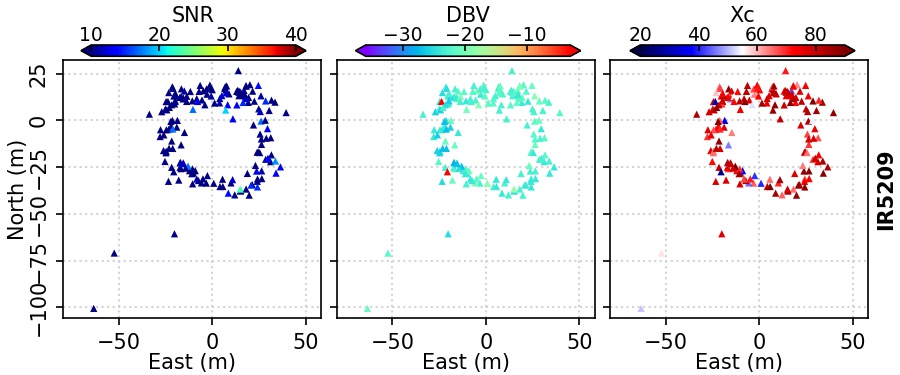 SNR DBV Xc
10 20 30 40 −30 −20 −10 20 40 60 80
25
0
−25
−50
−75
−100
North (m)
IR5209
−50 0 50 −50 0 50 −50 0 50
East (m) East (m) East (m)